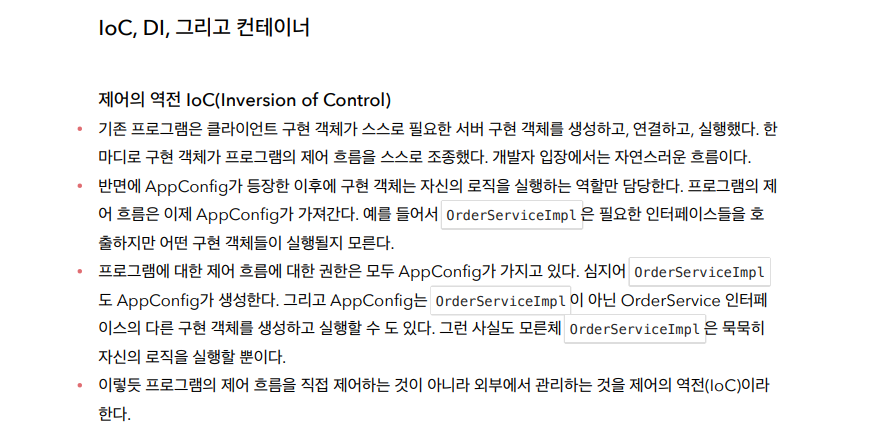 IoC, DI, 그리고 컨테이너
제어의 역전 IoC(Inversion of Control)
• 기존 프로그램은 클라이언트 구현 객체가 스스로 필요한 서버 구현 객체를 생성하고, 연결하고, 실행했다. 한
마디로 구현 객체가 프로그램의 제어 흐름을 스스로 조종했다. 개발자 입장에서는 자연스러운 흐름이다.
• 반면에 AppConfig가 등장한 이후에 구현 객체는 자신의 로직을 실행하는 역할만 담당한다. 프로그램의 제
어 흐름은 이제 AppConfig가 가져간다. 예를 들어서 OrderServiceImpl 은 필요한 인터페이스들을 호
출하지만 어떤 구현 객체들이 실행될지 모른다.
• 프로그램에 대한 제어 흐름에 대한 권한은 모두 AppConfig가 가지고 있다. 심지어 OrderServiceImpl
도 AppConfig가 생성한다. 그리고 AppConfig는 OrderServiceImpl 이 아닌 OrderService 인터페
이스의 다른 구현 객체를 생성하고 실행할 수 도 있다. 그런 사실도 모른체 OrderServiceImpl 은 묵묵히
자신의 로직을 실행할 뿐이다.
• 이렇듯 프로그램의 제어 흐름을 직접 제어하는 것이 아니라 외부에서 관리하는 것을 제어의 역전(IoC)이라
한다.